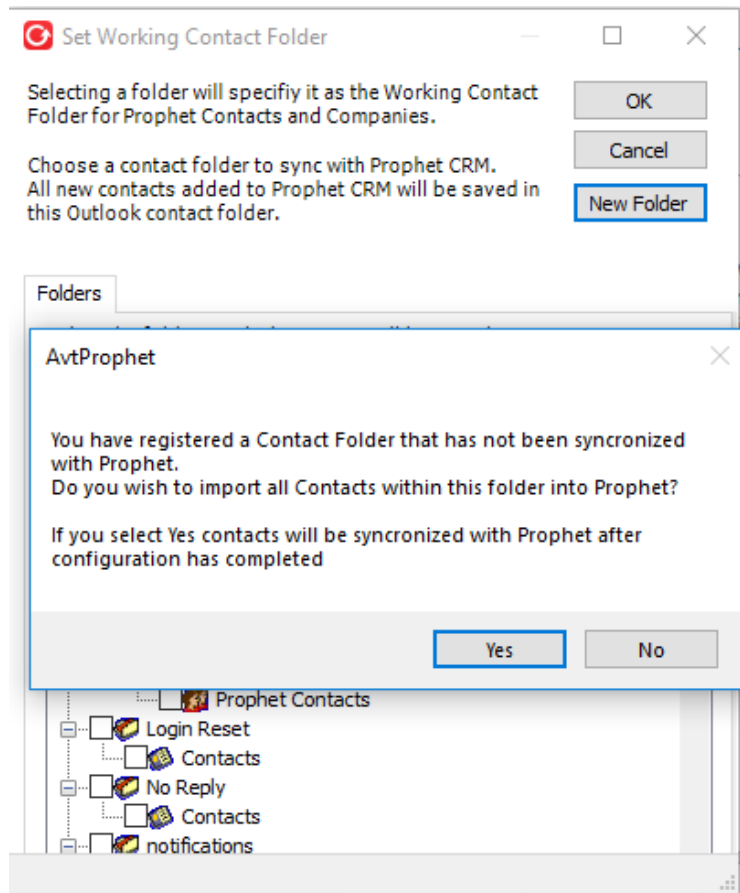 Set Working Contact Folder
Selecting a folder will specifiy it as the Working Contact
Folder for Prophet Contacts and Companies.
OK
Cancel
Choose a contact folder to sync with Prophet CRM.
All new contacts added to Prophet CRM will be saved in
this Outlook contact folder.
New Folder
Folders
AvtProphet
You have registered a Contact Folder that has not been syncronized
with Prophet.
Do you wish to import all Contacts within this folder into Prophet?
If you select Yes contacts will be syncronized with Prophet after
configuration has completed
Yes
No
Prophet Contacts
Login Reset
Contacts
No Reply
Contacts
notifications